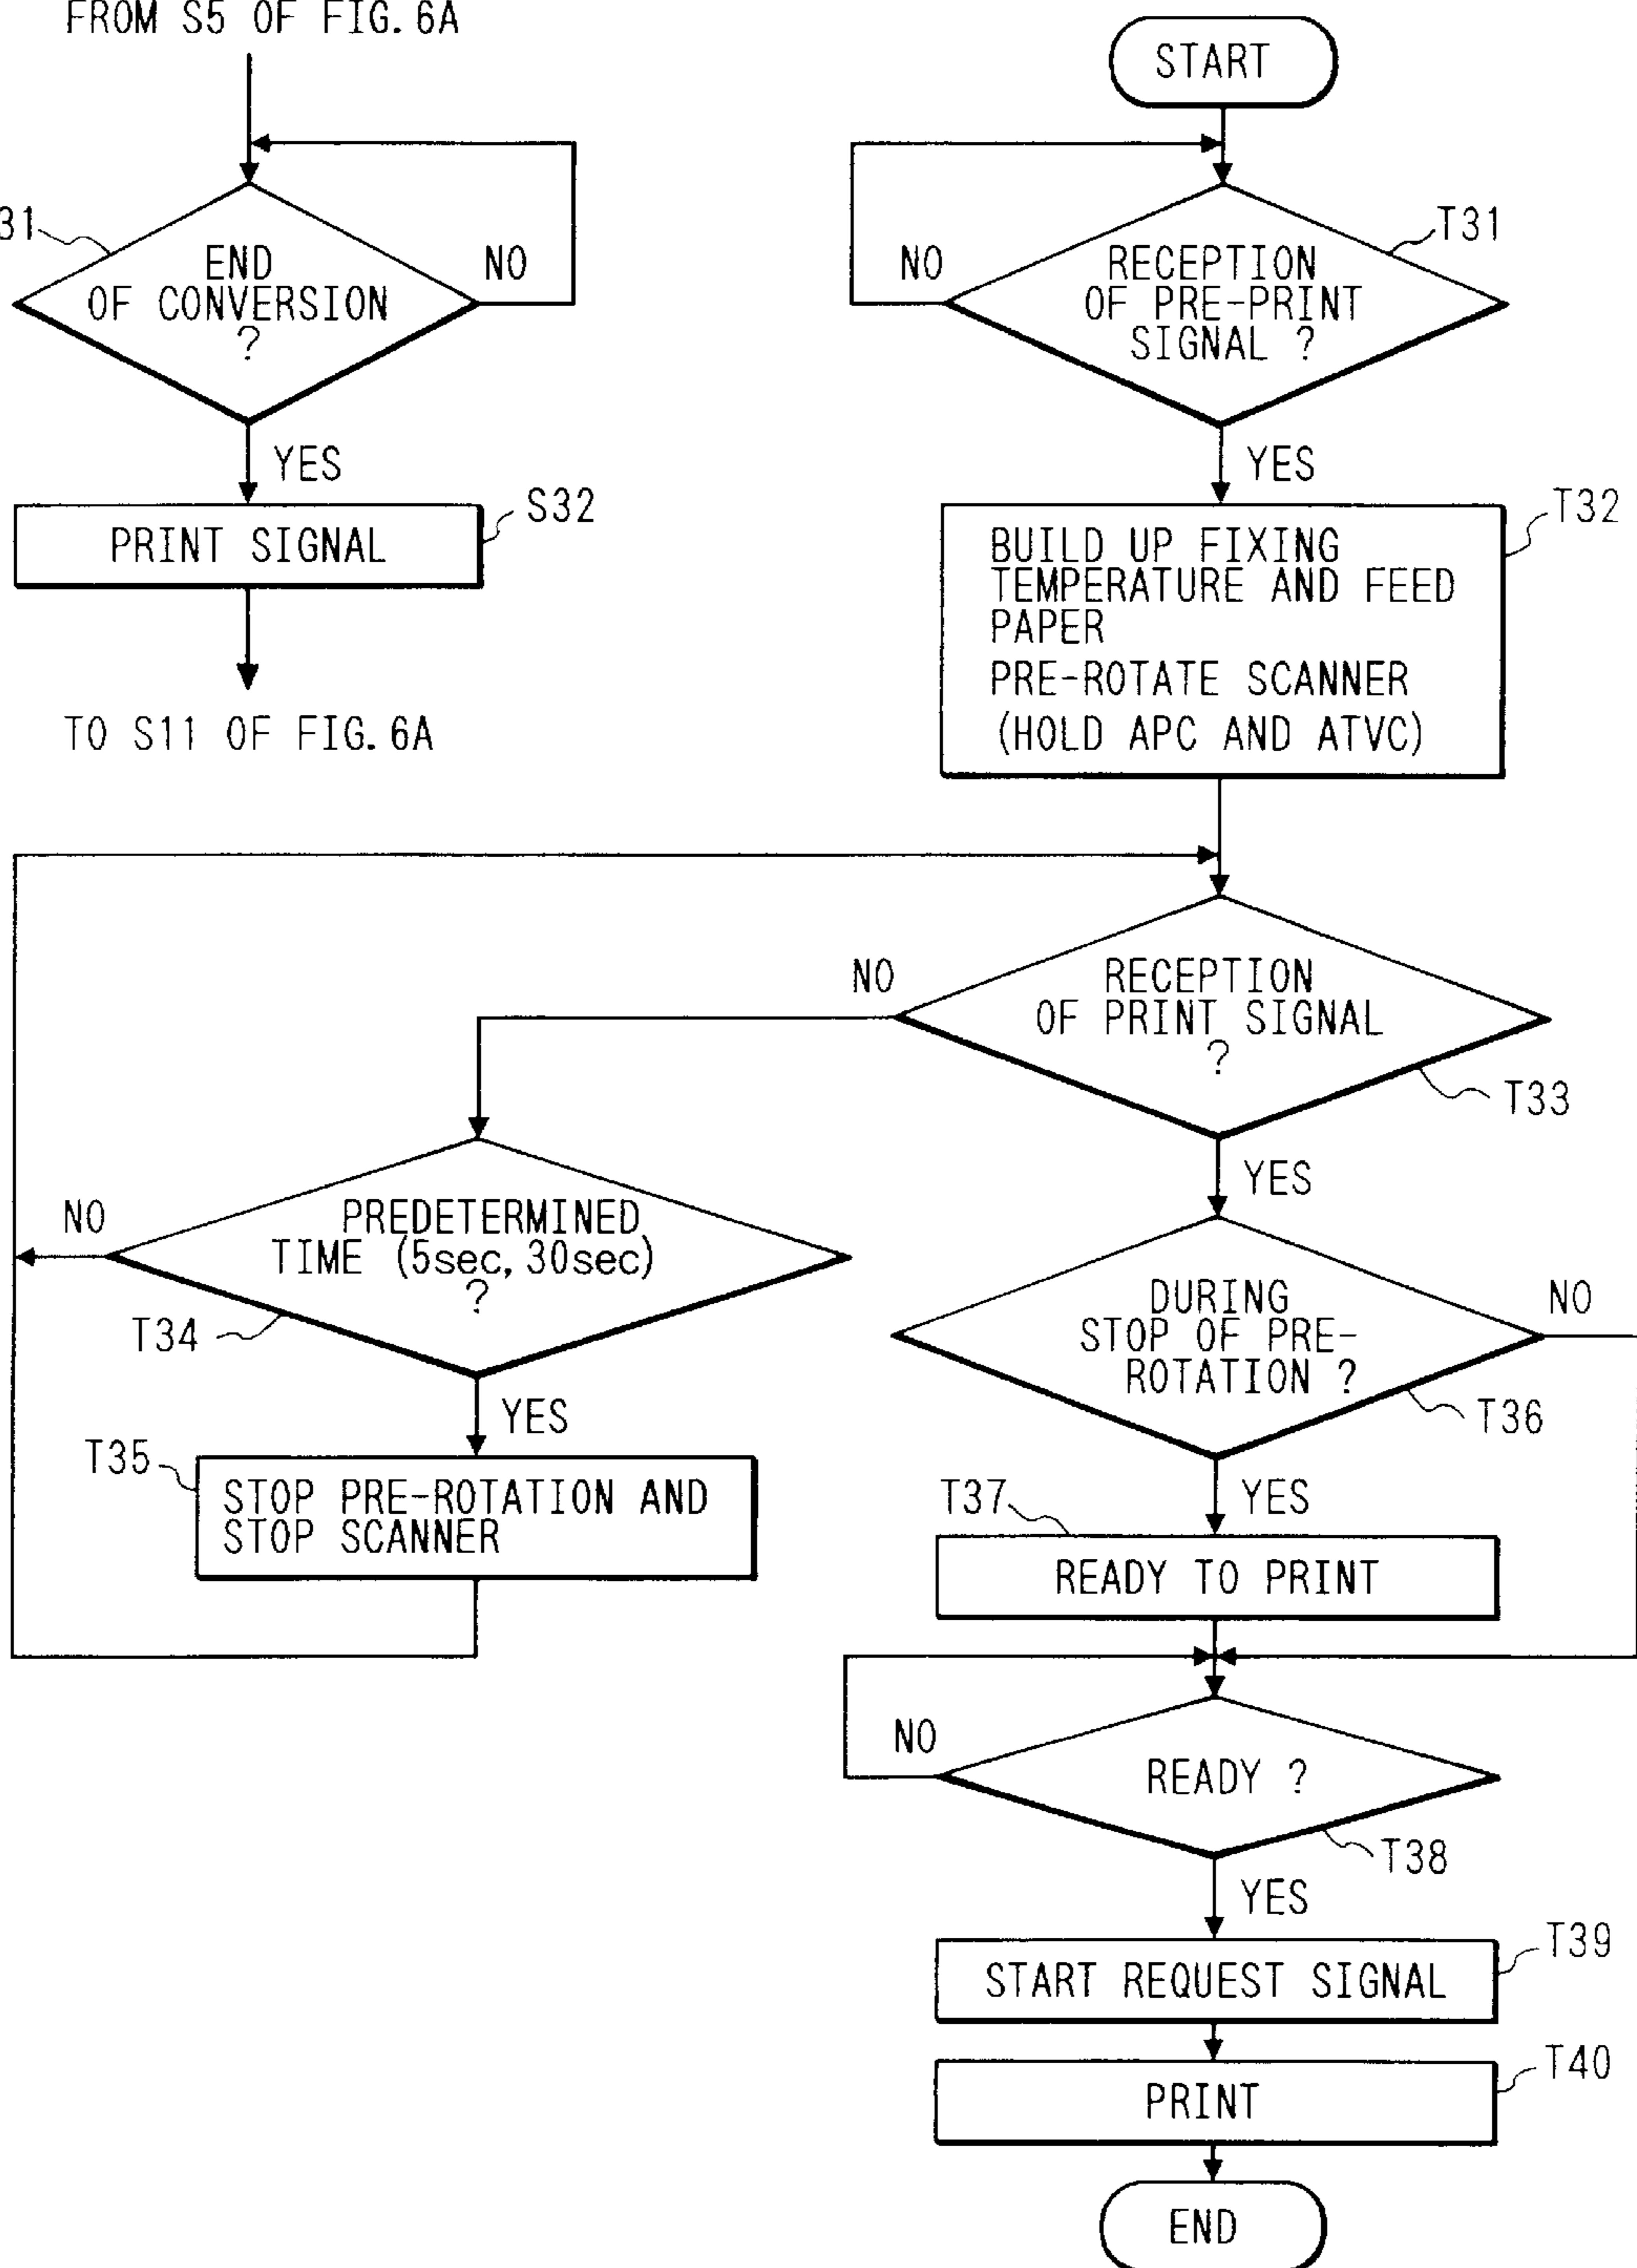 FROM S5 OF FIG.6A
31
END
OF CONVERSION
?
NO
YES
PRINT SIGNAL
S32
TO S11 OF FIG.6A
START
T31
RECEPTION
OF PRE-PRINT
SIGNAL ?
NO
YES
T32
BUILD UP FIXING
TEMPERATURE AND FEED
PAPER
PRE-ROTATE SCANNER
(HOLD APC AND ATVC)
RECEPTION
OF PRINT SIGNAL
?
NO
T33
YES
PREDETERMINED
TIME (5sec,30sec)
?
NO
T34
YES
T35
STOP PRE-ROTATION AND
STOP SCANNER
DURING
STOP OF PRE-
ROTATION ?
NO
T36
YES
T37
READY TO PRINT
NO
READY ?
T38
YES
START REQUEST SIGNAL
T39
PRINT
T40
END